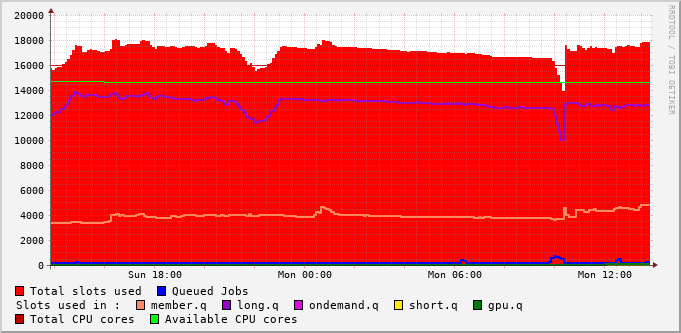 20000
18000
16000
14000
12000
10000
8000
6000
4000
2000
0
Sun 18:00 Mon 00:00 Mon 06:00 Mon 12:00
RRDTOOL / TOBI OETIKER
Total slots used Queued Jobs
Slots used in : member.q long.q ondemand.q short.q gpu.q
Total CPU cores Available CPU cores